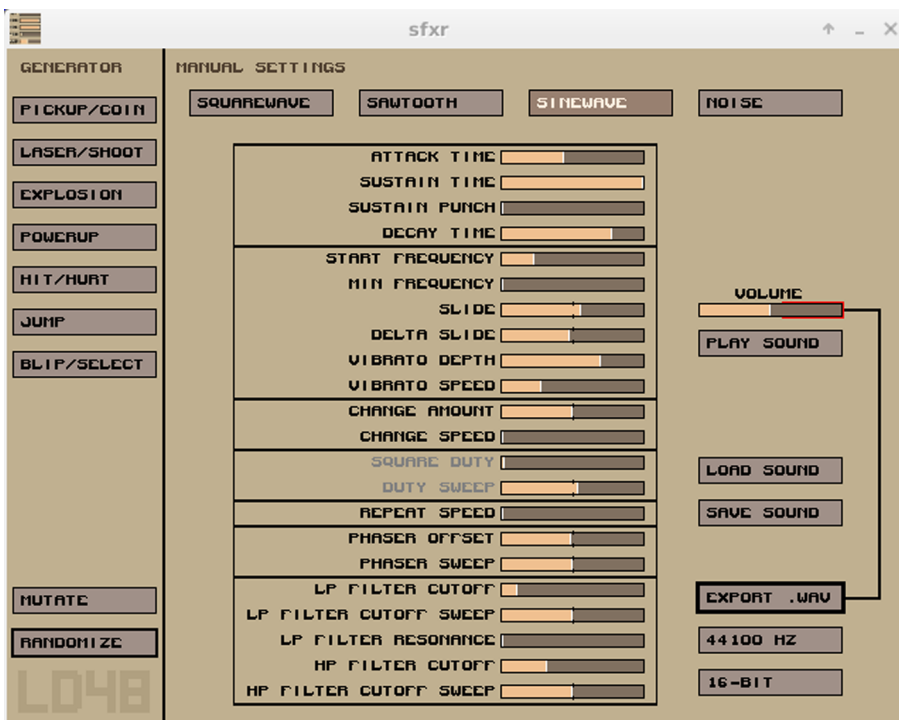 sfxr
GENERATOR
MANUAL SETTINGS
PICKUP/COIN
LASER/SHOOT
EXPLOSION
POWERUP
HIT/HURT
JUMP
BLIP/SELECT
MUTATE
RANDOMIZE
LD48
SQUAREWAVE
SAWTOOTH
SINEWAVE
NOISE
ATTACK TIME
SUSTAIN TIME
SUSTAIN PUNCH
DECAY TIME
START FREQUENCY
MIN FREQUENCY
SLIDE
DELTA SLIDE
VIBRATO DEPTH
VIBRATO SPEED
CHANGE AMOUNT
CHANGE SPEED
SQUARE DUTY
DUTY SWEEP
REPEAT SPEED
PHASER OFFSET
PHASER SWEEP
LP FILTER CUTOFF
LP FILTER CUTOFF SWEEP
LP FILTER RESONANCE
HP FILTER CUTOFF
HP FILTER CUTOFF SWEEP
VOLUME
PLAY SOUND
LOAD SOUND
SAVE SOUND
EXPORT .WAV
44100 HZ
16-BIT